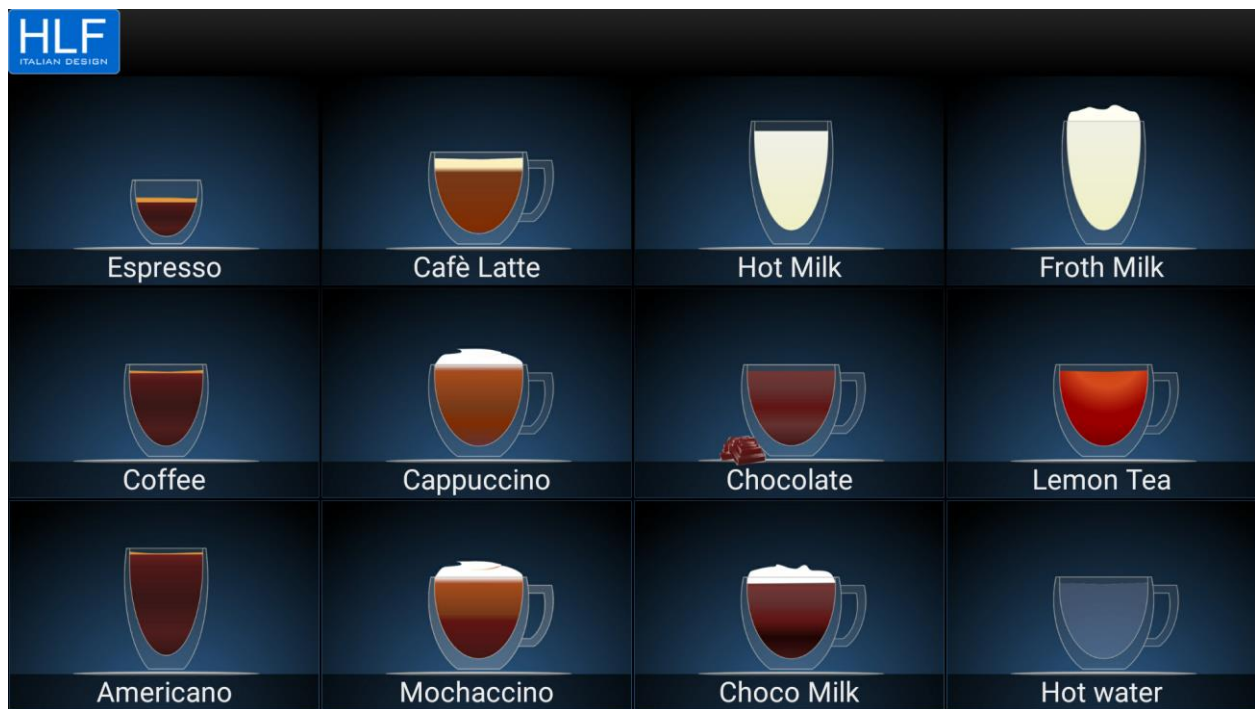 HLF
ITALIAN DESIGN
Espresso
Cafè Latte
Hot Milk
Froth Milk
Coffee
Cappuccino
Chocolate
Lemon Tea
Americano
Mochaccino
Choco Milk
Hot water